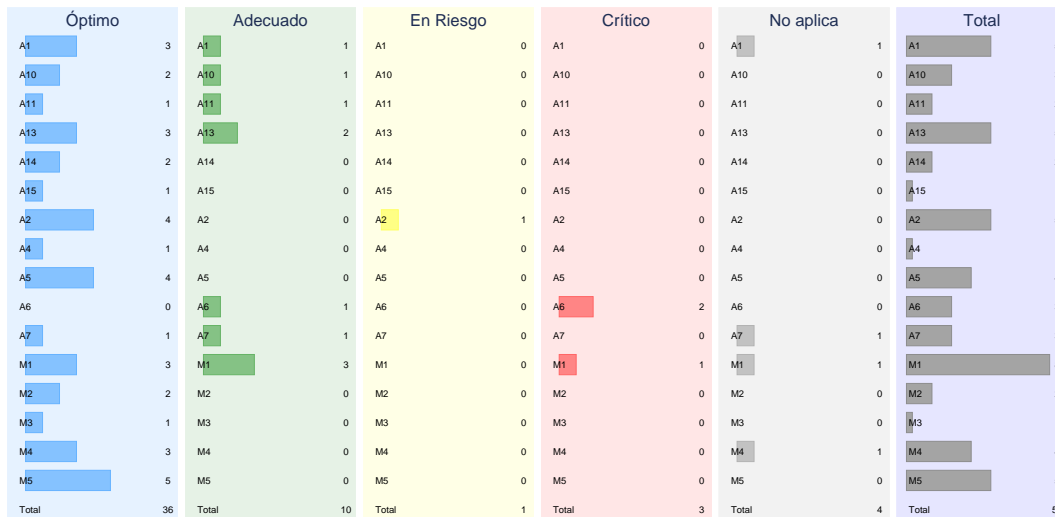 Óptimo Adecuado En Riesgo Crítico No aplica Total
A1 3 A1 1 A1 0 A1 0 A1 1 A1
A10 2 A10 1 A10 0 A10 0 A10 0 A10
A11 1 A11 1 A11 0 A11 0 A11 0 A11
A13 3 A13 2 A13 0 A13 0 A13 0 A13
A14 2 A14 0 A14 0 A14 0 A14 0 A14
A15 1 A15 0 A15 0 A15 0 A15 0 A15
A2 4 A2 0 A2 1 A2 0 A2 0 A2
A4 1 A4 0 A4 0 A4 0 A4 0 A4
A5 4 A5 0 A5 0 A5 0 A5 0 A5
A6 0 A6 1 A6 0 A6 2 A6 0 A6
A7 1 A7 1 A7 0 A7 0 A7 1 A7
M1 3 M1 3 M1 0 M1 1 M1 1 M1
M2 2 M2 0 M2 0 M2 0 M2 0 M2
M3 1 M3 0 M3 0 M3 0 M3 0 M3
M4 3 M4 0 M4 0 M4 0 M4 1 M4
M5 5 M5 0 M5 0 M5 0 M5 0 M5
Total 36 Total 10 Total 1 Total 3 Total 4 Total